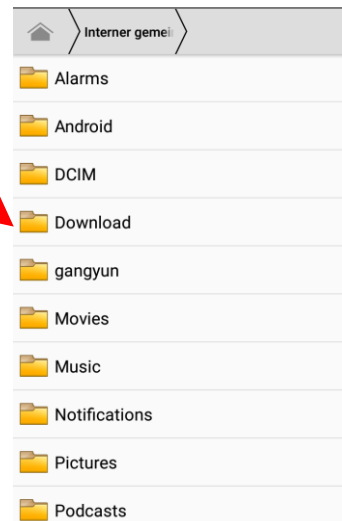 Interner gemei
Alarms
Android
DCIM
Download
gangyun
Movies
Music
Notifications
Pictures
Podcasts